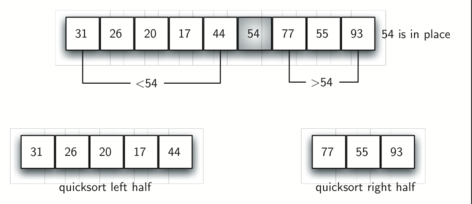 31 26 20 17 44 54 77 55 93 54 is in place
<54 >54
31 26 20 17 44 77 55 93
quicksort left half quicksort right half